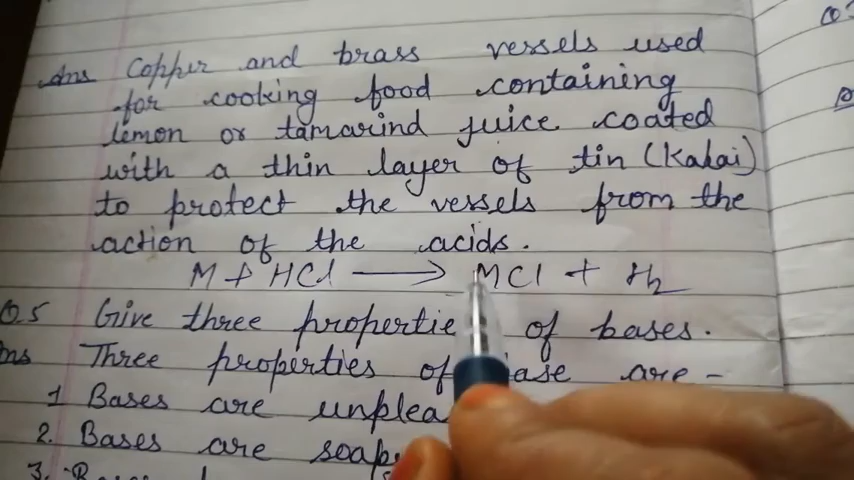 Ans Copper and brass vessels used
for cooking food containing
lemon or tamarind juice coated
with a thin layer of tin (Kalai)
to protect the vessels from the
action of the acids.
M + HCl → MCl + H2
Q.5 Give three propertie of bases.
Ans Three properties of base are -
1 Bases are unplea
2. Bases are soap
3.